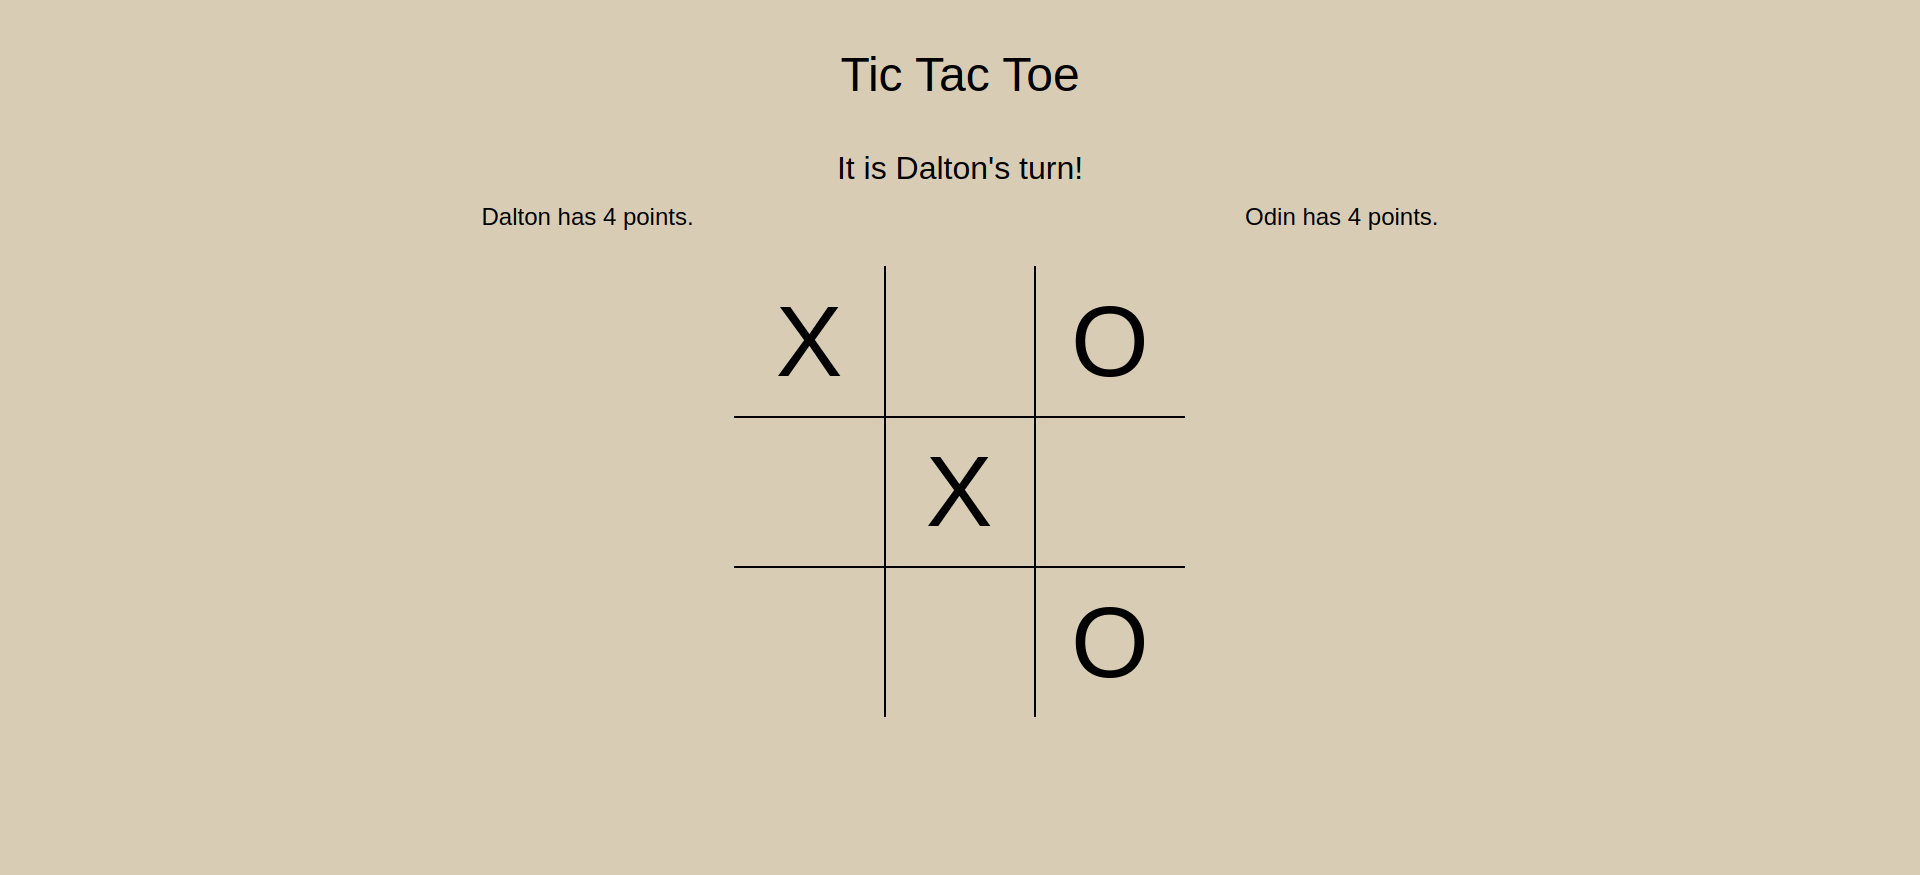 Tic Tac Toe
It is Dalton's turn!
Dalton has 4 points.
Odin has 4 points.
X O
X
O